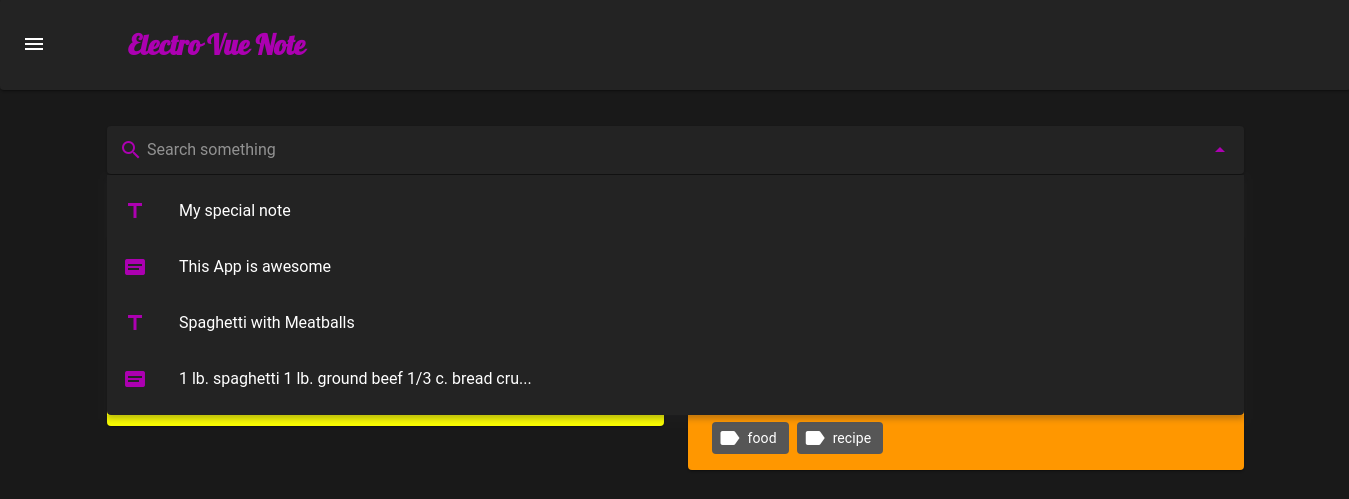 Electro Vue Note
Search something
My special note
This App is awesome
Spaghetti with Meatballs
1 lb. spaghetti 1 lb. ground beef 1/3 c. bread cru...
food recipe